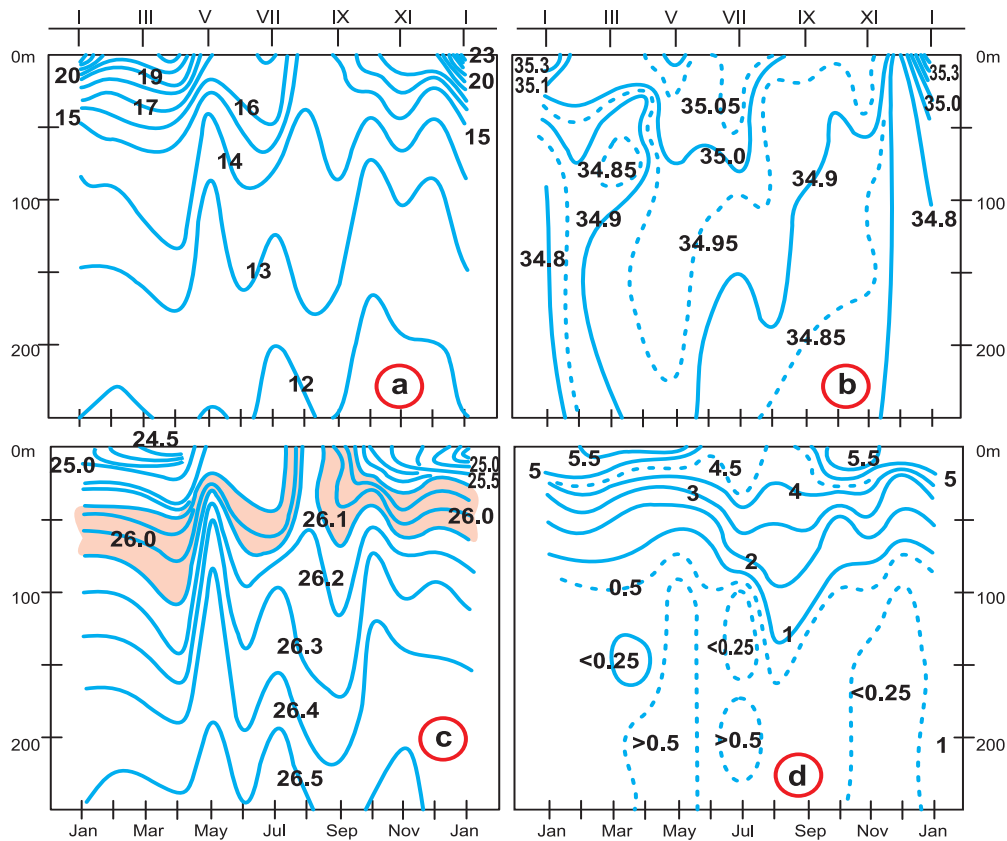 I III V VII IX XI I I III V VII IX XI I
0m 20 19 17 16 15 14 13 12 23 20 15 100 200 a
0m 35.3 35.1 35.05 35.0 34.85 34.9 34.95 34.9 34.85 34.8 35.3 35.0 34.8 100 200 b
0m 24.5 25.0 26.0 26.1 26.2 26.3 26.4 26.5 25.0 25.5 26.0 100 200 c
0m 5 5.5 4.5 5.5 5 3 4 2 1 0.5 <0.25 <0.25 <0.25 >0.5 >0.5 1 100 200 d
Jan Mar May Jul Sep Nov Jan Jan Mar May Jul Sep Nov Jan